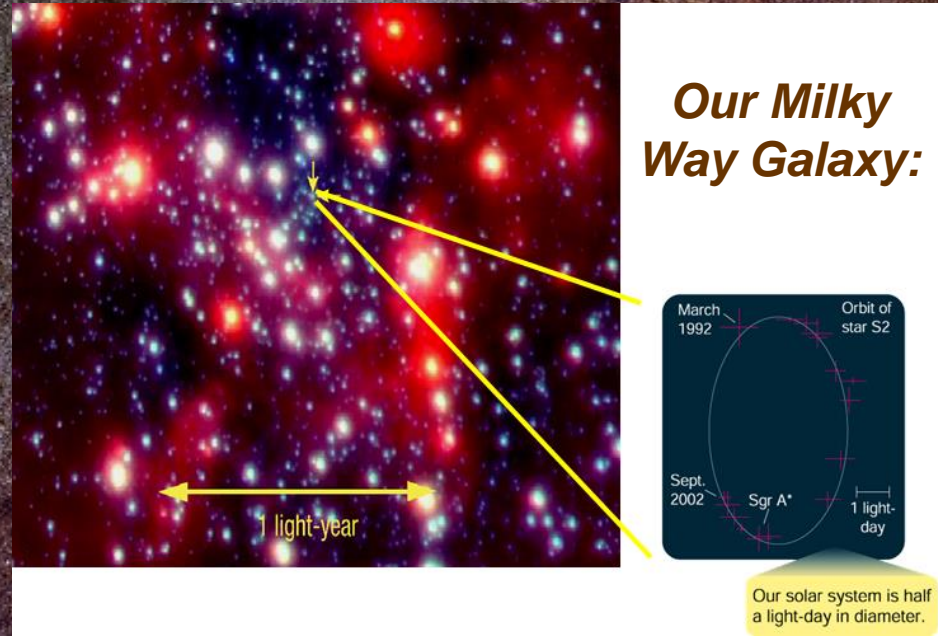 Our Milky
Way Galaxy:
1 light-year
March
1992
Orbit of
star S2
Sept.
2002
Sgr A*
1 light-
day
Our solar system is half
a light-day in diameter.